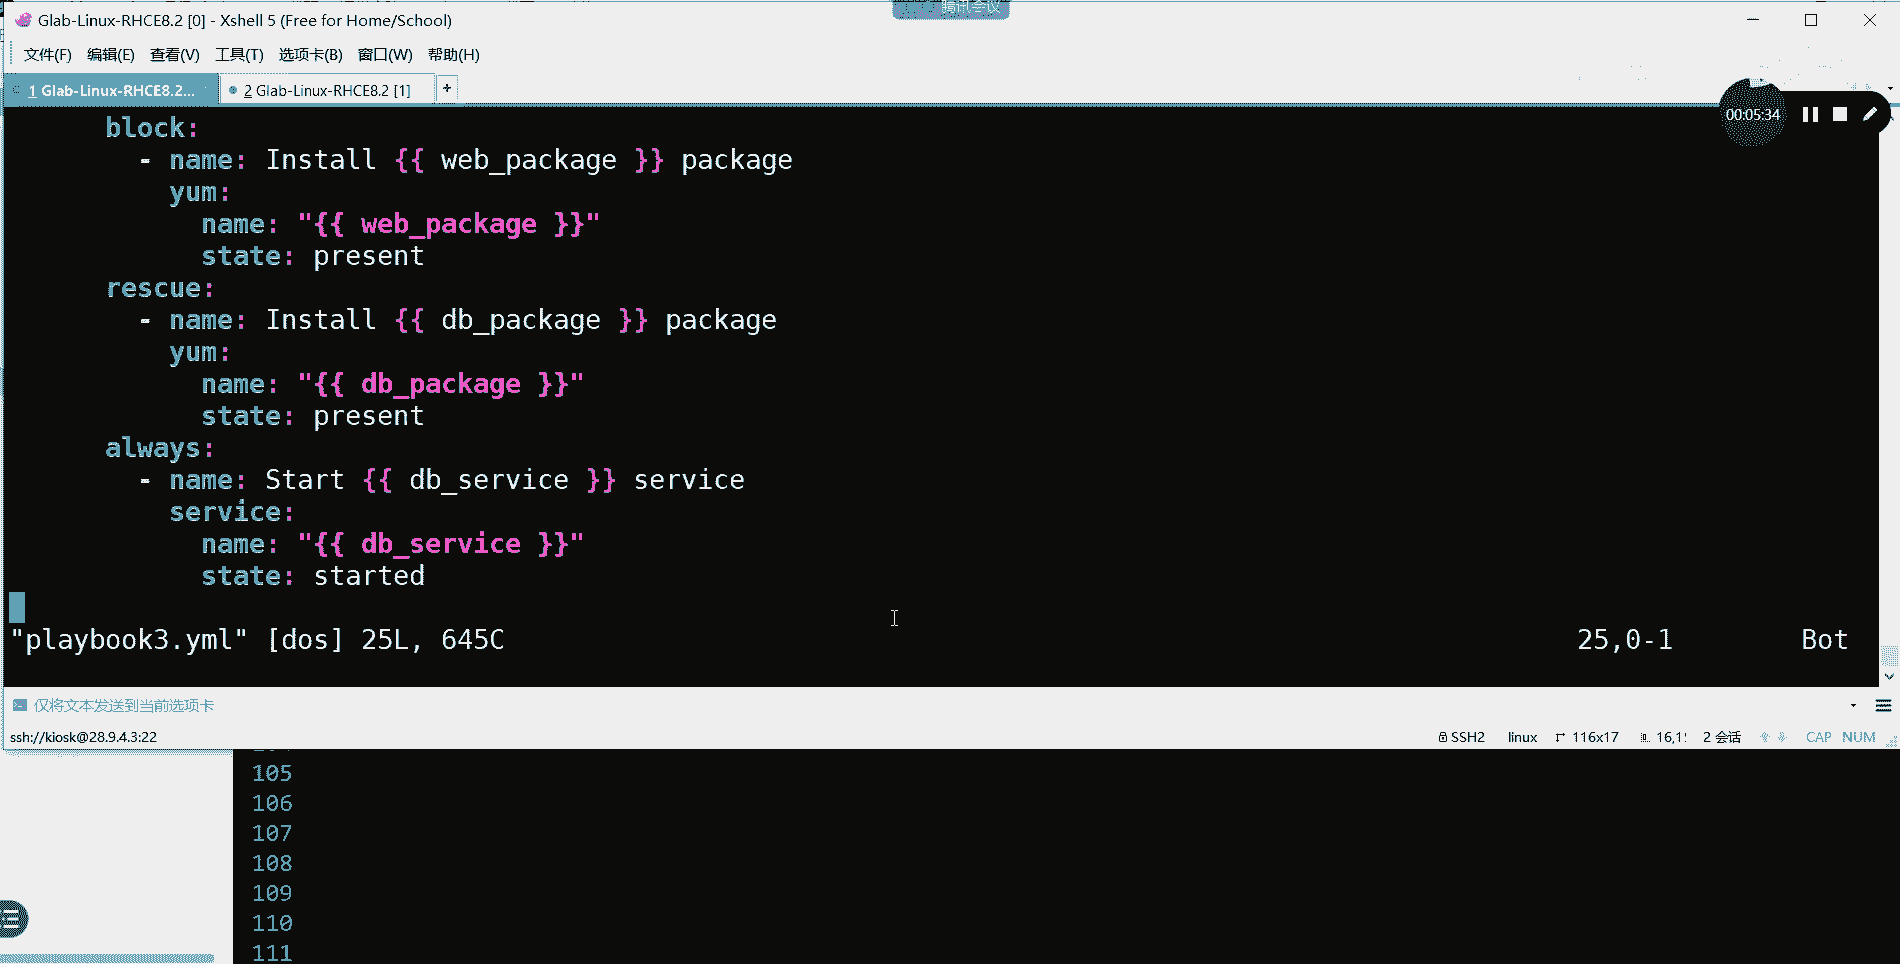 腾讯会议
Glab-Linux-RHCE8.2 [0] - Xshell 5 (Free for Home/School)
文件(F) 编辑(E) 查看(V) 工具(T) 选项卡(B) 窗口(W) 帮助(H)
1 Glab-Linux-RHCE8.2... 2 Glab-Linux-RHCE8.2 [1] +
00:05:34
block:
- name: Install {{ web_package }} package
yum:
name: "{{ web_package }}"
state: present
rescue:
- name: Install {{ db_package }} package
yum:
name: "{{ db_package }}"
state: present
always:
- name: Start {{ db_service }} service
service:
name: "{{ db_service }}"
state: started
"playbook3.yml" [dos] 25L, 645C 25,0-1 Bot
仅将文本发送到当前选项卡
ssh://kiosk@28.9.4.3:22 SSH2 linux 116x17 16,1 2 会话 CAP NUM
105
106
107
108
109
110
111